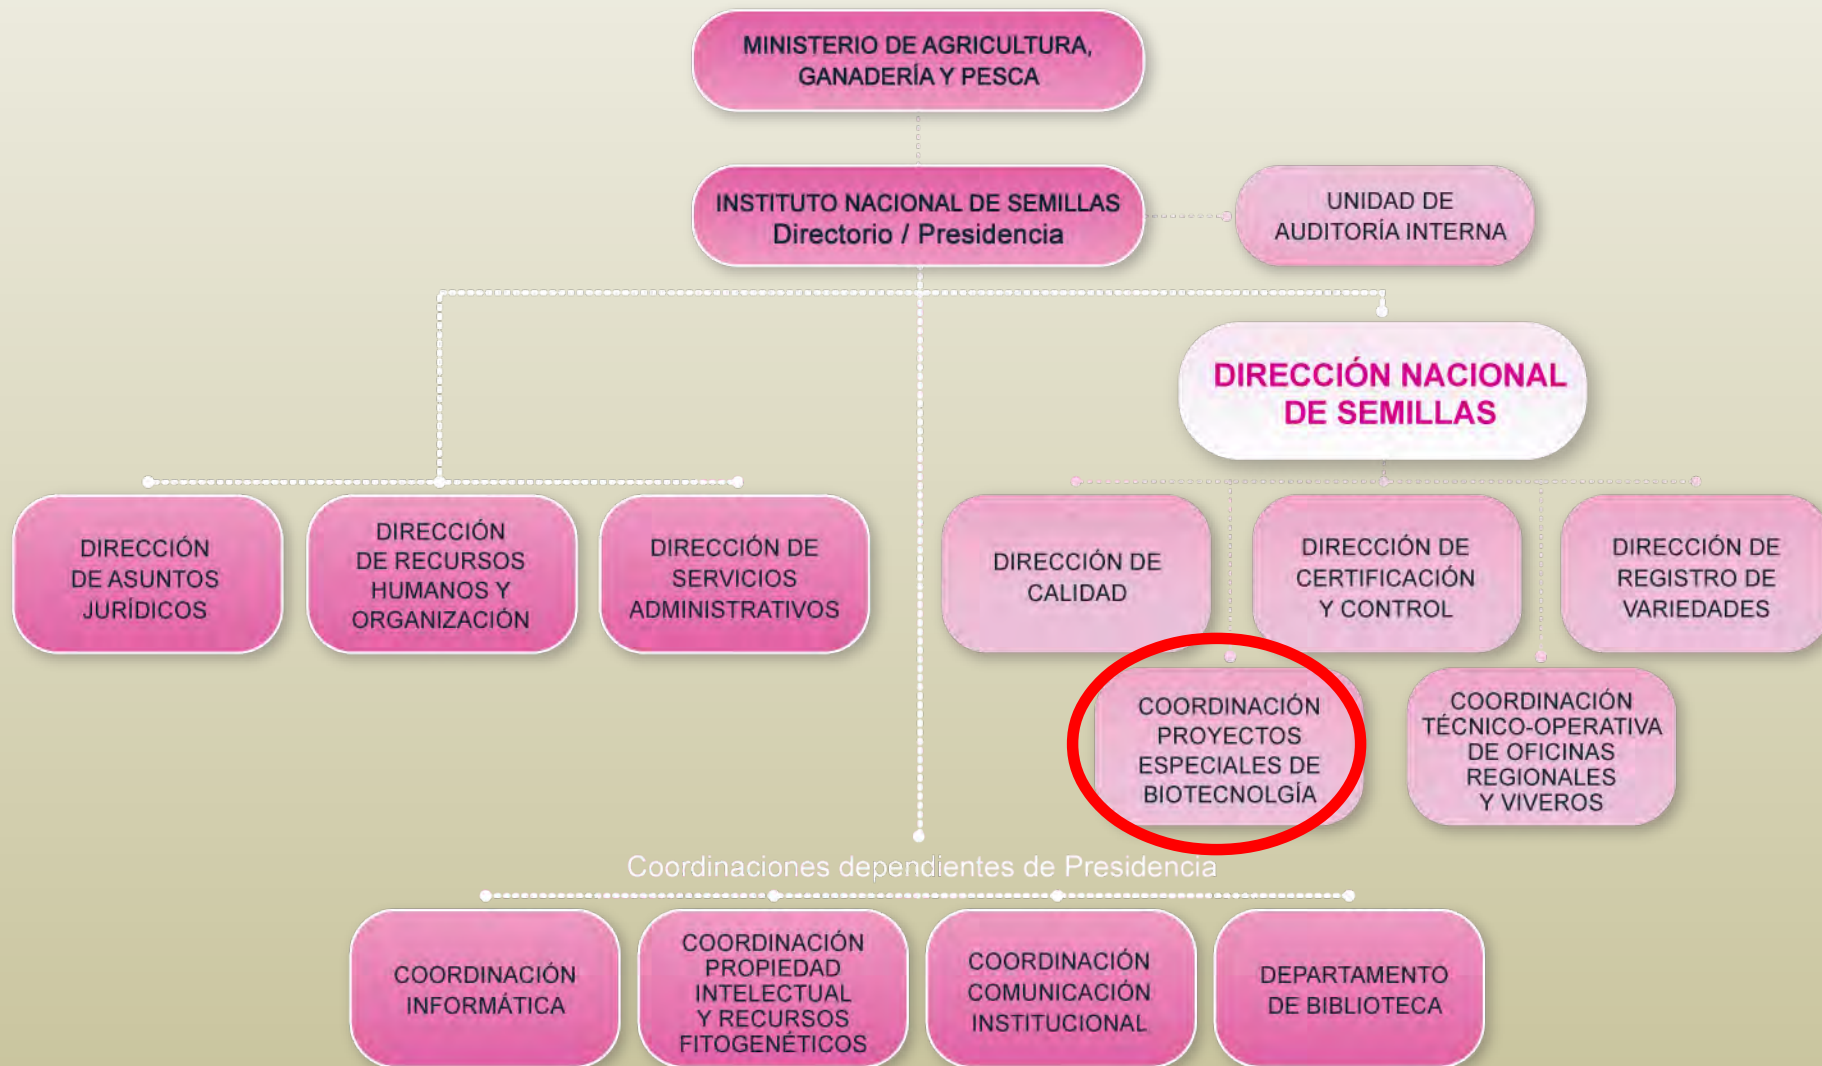 MINISTERIO DE AGRICULTURA,
GANADERÍA Y PESCA
INSTITUTO NACIONAL DE SEMILLAS
Directorio / Presidencia
UNIDAD DE
AUDITORÍA INTERNA
DIRECCIÓN NACIONAL
DE SEMILLAS
DIRECCIÓN
DE ASUNTOS
JURÍDICOS
DIRECCIÓN
DE RECURSOS
HUMANOS Y
ORGANIZACIÓN
DIRECCIÓN DE
SERVICIOS
ADMINISTRATIVOS
DIRECCIÓN DE
CALIDAD
DIRECCIÓN DE
CERTIFICACIÓN
Y CONTROL
DIRECCIÓN DE
REGISTRO DE
VARIEDADES
COORDINACIÓN
PROYECTOS
ESPECIALES DE
BIOTECNOLGÍA
COORDINACIÓN
TÉCNICO-OPERATIVA
DE OFICINAS
REGIONALES
Y VIVEROS
Coordinaciones dependientes de Presidencia
COORDINACIÓN
INFORMÁTICA
COORDINACIÓN
PROPIEDAD
INTELECTUAL
Y RECURSOS
FITOGENÉTICOS
COORDINACIÓN
COMUNICACIÓN
INSTITUCIONAL
DEPARTAMENTO
DE BIBLIOTECA